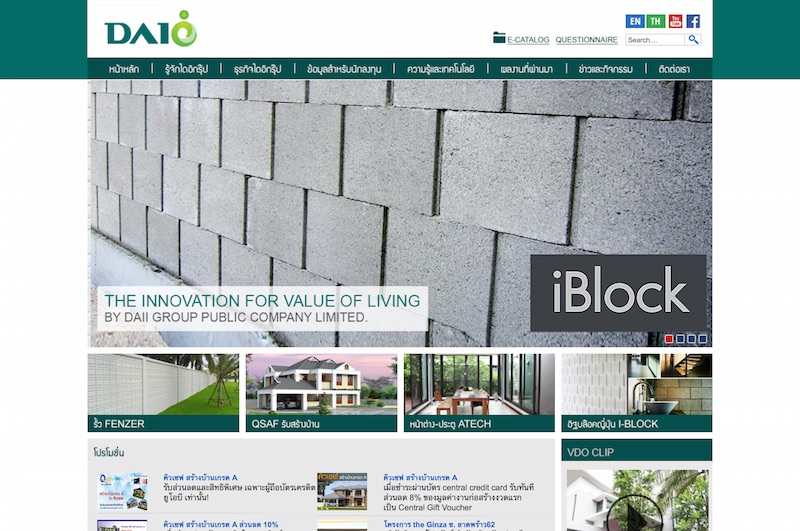 DAIO
EN TH You Tube f
E-CATALOG QUESTIONNAIRE Search....
หน้าหลัก รู้จักไดอิกรุ๊ป ธุรกิจไดอิกรุ๊ป ข้อมูลสำหรับนักลงทุน ความรู้และเทคโนโลยี ผลงานที่ผ่านมา ข่าวและกิจกรรม ติดต่อเรา
iBlock
THE INNOVATION FOR VALUE OF LIVING
BY DAII GROUP PUBLIC COMPANY LIMITED.
รั้ว FENZER QSAF รับสร้างบ้าน หน้าต่าง-ประตู ATECH อิฐบล๊อคญี่ปุ่น I-BLOCK
โปรโมชั่น VDO CLIP
คิวเซฟ สร้างบ้านเกรด A
รับส่วนลดและสิทธิพิเศษ เฉพาะผู้ถือบัตรเครดิต
ยูโอบี เท่านั้น!
คิวเซฟ สร้างบ้านเกรด A
เมื่อชำระผ่านบัตร central credit card รับทันที
ส่วนลด 8% ของมูลค่างานก่อสร้างงวดแรก
เป็น Central Gift Voucher
คิวเซฟ สร้างบ้านเกรด A ส่วนลด 10%
โครงการ the Ginza ซ. ลาดพร้าว62